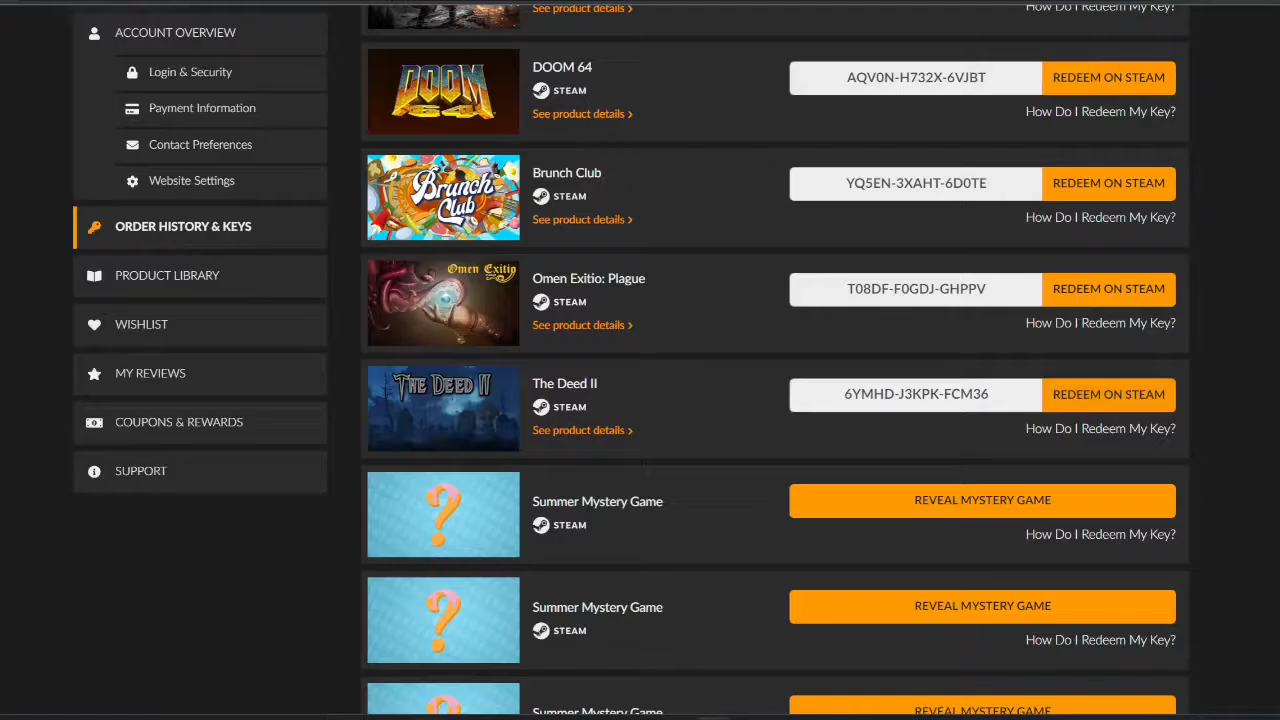 ACCOUNT OVERVIEW
Login & Security
Payment Information
Contact Preferences
Website Settings
ORDER HISTORY & KEYS
PRODUCT LIBRARY
WISHLIST
MY REVIEWS
COUPONS & REWARDS
SUPPORT
See product details >
How Do I Redeem My Key?
DOOM 64
DOOM 64
STEAM
See product details >
AQV0N-H732X-6VJBT
REDEEM ON STEAM
How Do I Redeem My Key?
Brunch Club
Brunch Club
STEAM
See product details >
YQ5EN-3XAHT-6D0TE
REDEEM ON STEAM
How Do I Redeem My Key?
Omen Exitio
Omen Exitio: Plague
STEAM
See product details >
T08DF-F0GDJ-GHPPV
REDEEM ON STEAM
How Do I Redeem My Key?
THE DEED II
The Deed II
STEAM
See product details >
6YMHD-J3KPK-FCM36
REDEEM ON STEAM
How Do I Redeem My Key?
?
Summer Mystery Game
STEAM
REVEAL MYSTERY GAME
How Do I Redeem My Key?
?
Summer Mystery Game
STEAM
REVEAL MYSTERY GAME
How Do I Redeem My Key?
Summer Mystery Game
REVEAL MYSTERY GAME